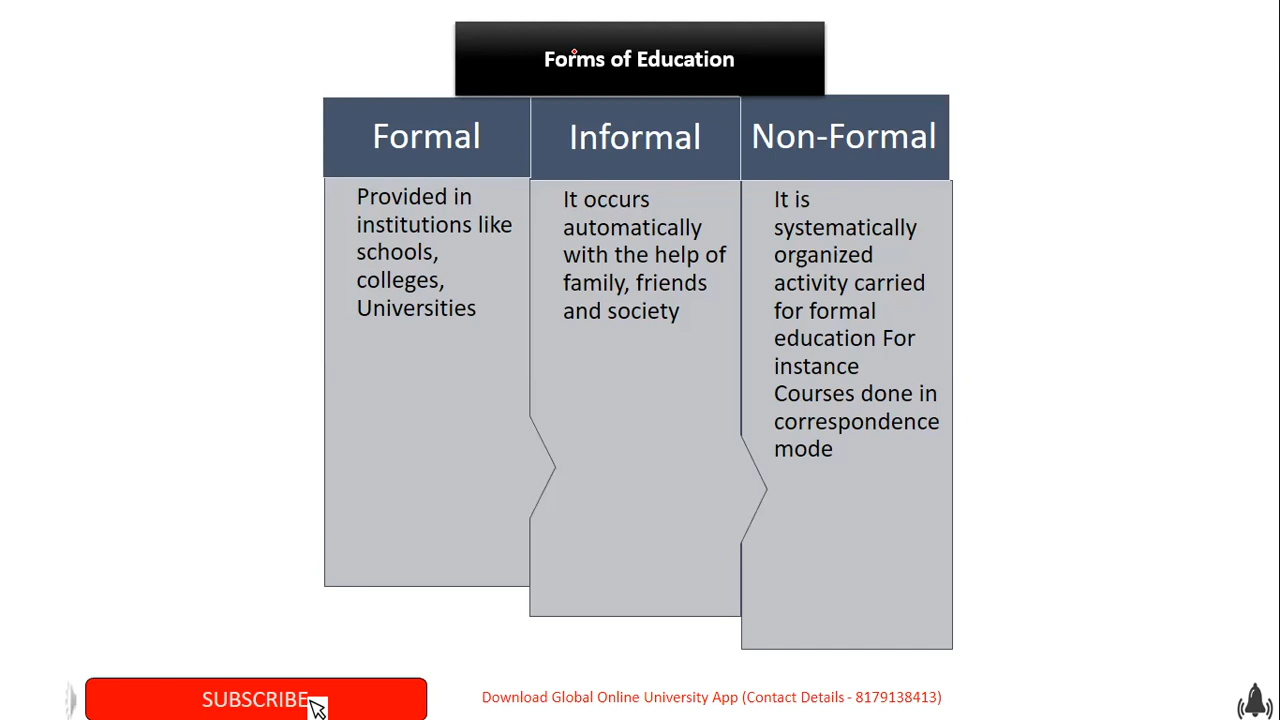 Forms of Education
Formal
Informal
Non-Formal
Provided in
institutions like
schools,
colleges,
Universities
It occurs
automatically
with the help of
family, friends
and society
It is
systematically
organized
activity carried
for formal
education For
instance
Courses done in
correspondence
mode
SUBSCRIBE
Download Global Online University App (Contact Details - 8179138413)